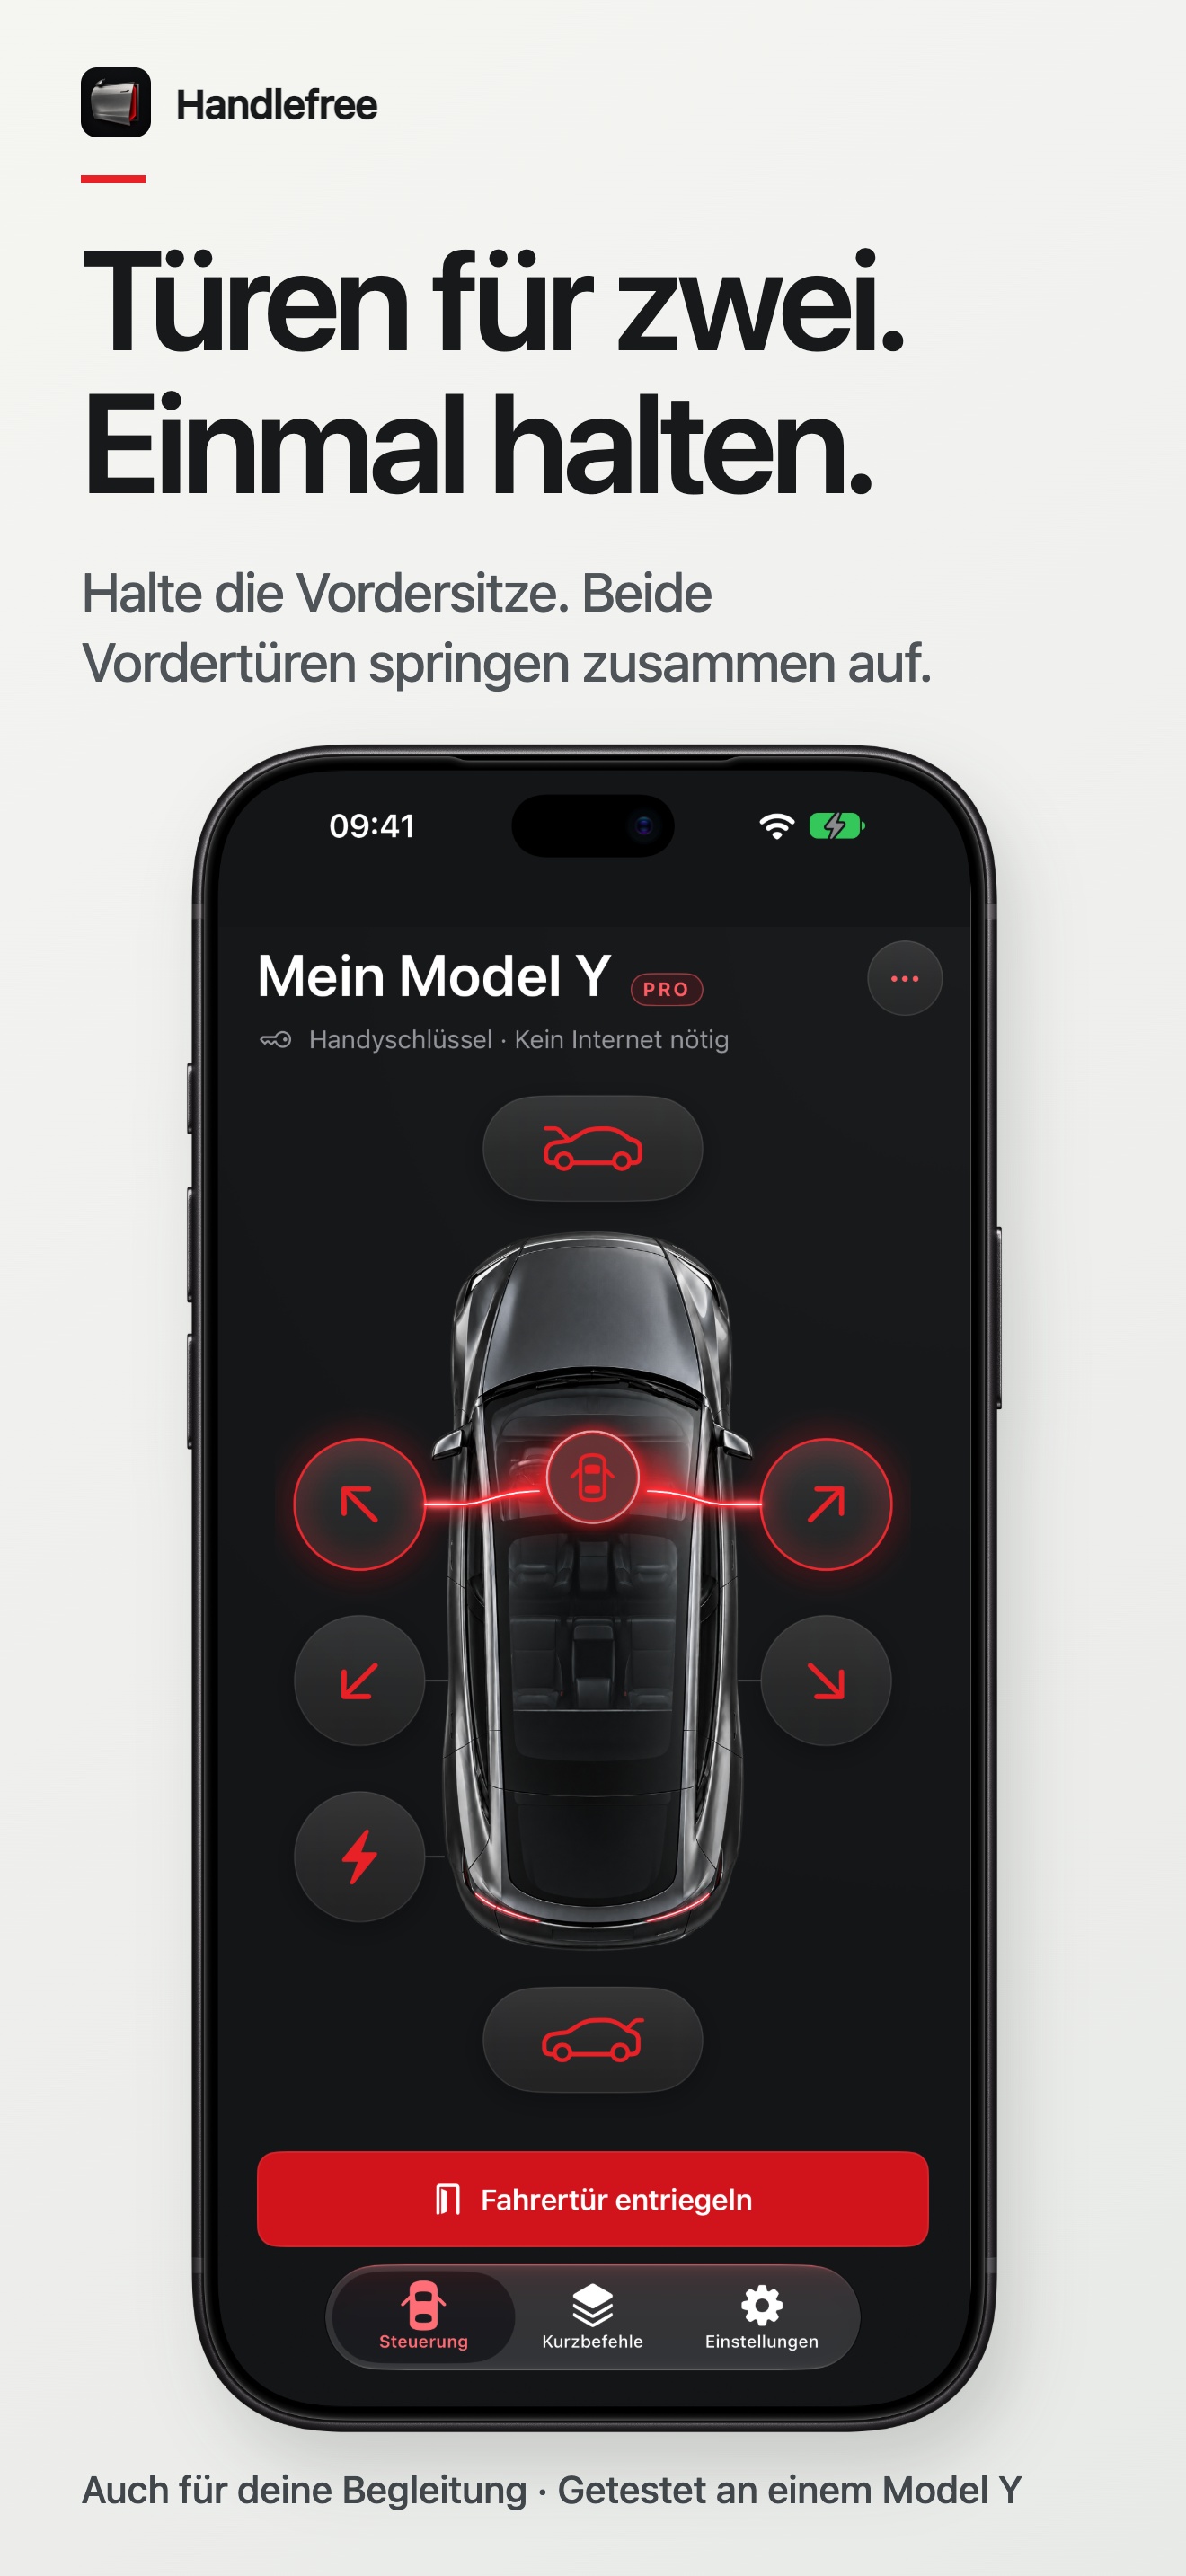 Handlefree
Türen für zwei.
Einmal halten.
Halte die Vordersitze. Beide
Vordertüren springen zusammen auf.
09:41
Mein Model Y PRO
Handyschlüssel · Kein Internet nötig
Fahrertür entriegeln
Steuerung Kurzbefehle Einstellungen
Auch für deine Begleitung · Getestet an einem Model Y